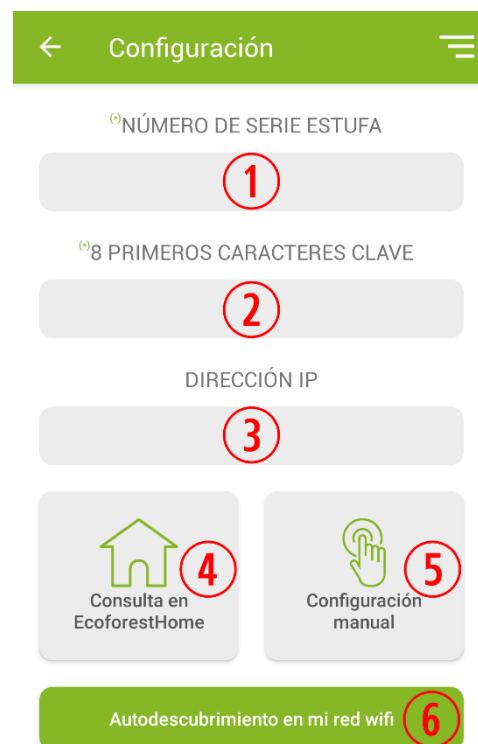 Configuración
(*)NÚMERO DE SERIE ESTUFA
1
(*)8 PRIMEROS CARACTERES CLAVE
2
DIRECCIÓN IP
3
4
Consulta en
EcoforestHome
5
Configuración
manual
Autodescubrimiento en mi red wifi 6